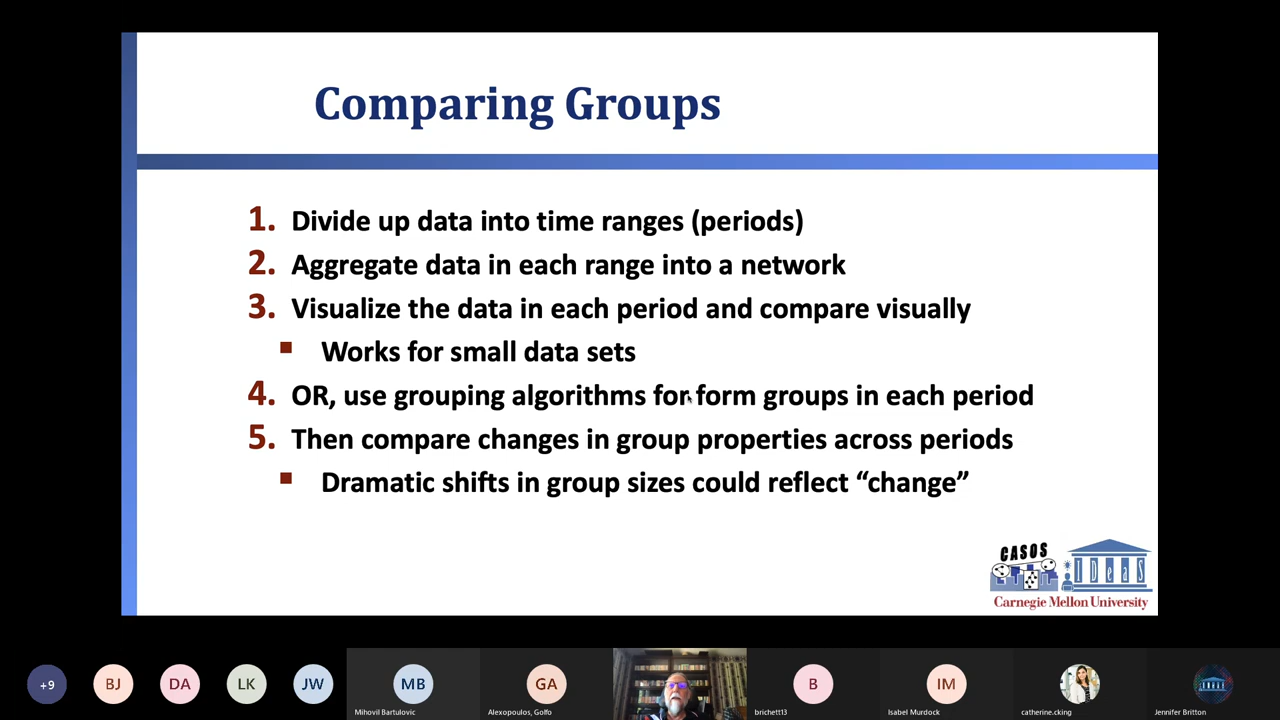 Comparing Groups
1. Divide up data into time ranges (periods)
2. Aggregate data in each range into a network
3. Visualize the data in each period and compare visually
▪ Works for small data sets
4. OR, use grouping algorithms for form groups in each period
5. Then compare changes in group properties across periods
▪ Dramatic shifts in group sizes could reflect “change”
CASOS
IDeaS
Carnegie Mellon University
+9
BJ
DA
LK
JW
MB
GA
B
IM
Mihovil Bartulovic
Alexopoulos, Golfo
brichett13
Isabel Murdock
catherine.cking
Jennifer Britton